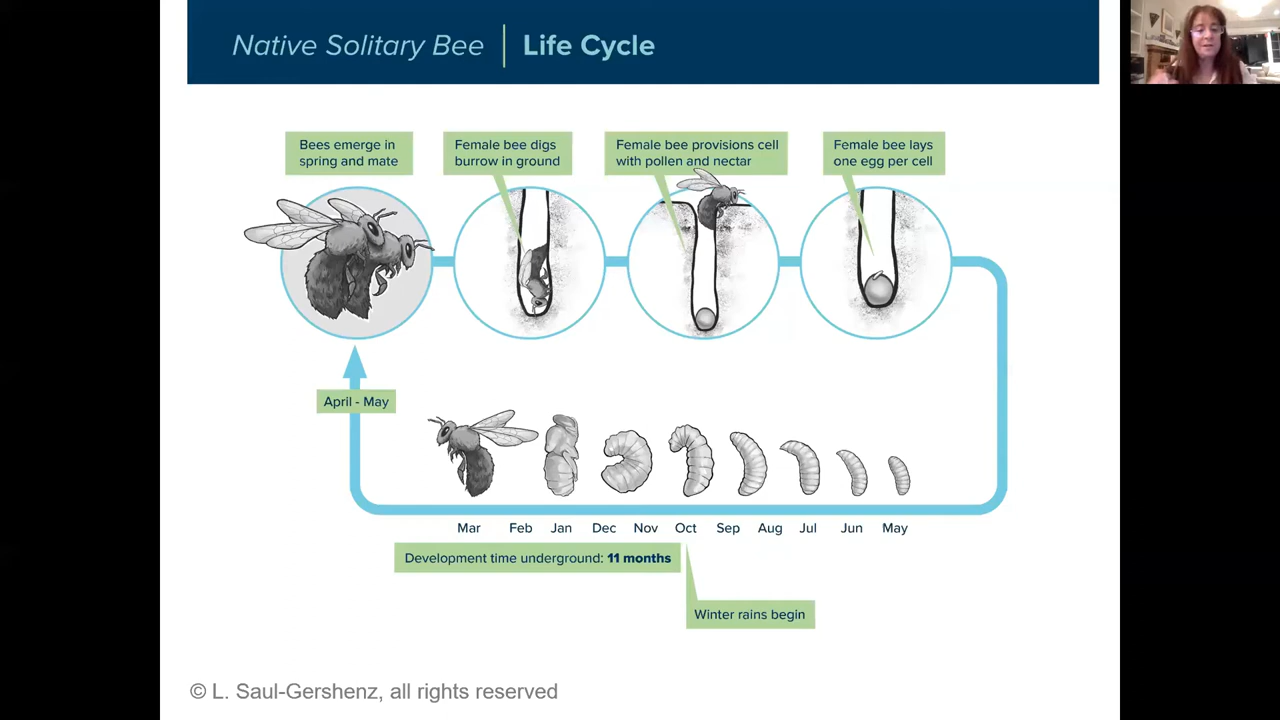 Native Solitary Bee | Life Cycle
Bees emerge in
spring and mate
Female bee digs
burrow in ground
Female bee provisions cell
with pollen and nectar
Female bee lays
one egg per cell
April - May
Mar Feb Jan Dec Nov Oct Sep Aug Jul Jun May
Development time underground: 11 months
Winter rains begin
© L. Saul-Gershenz, all rights reserved